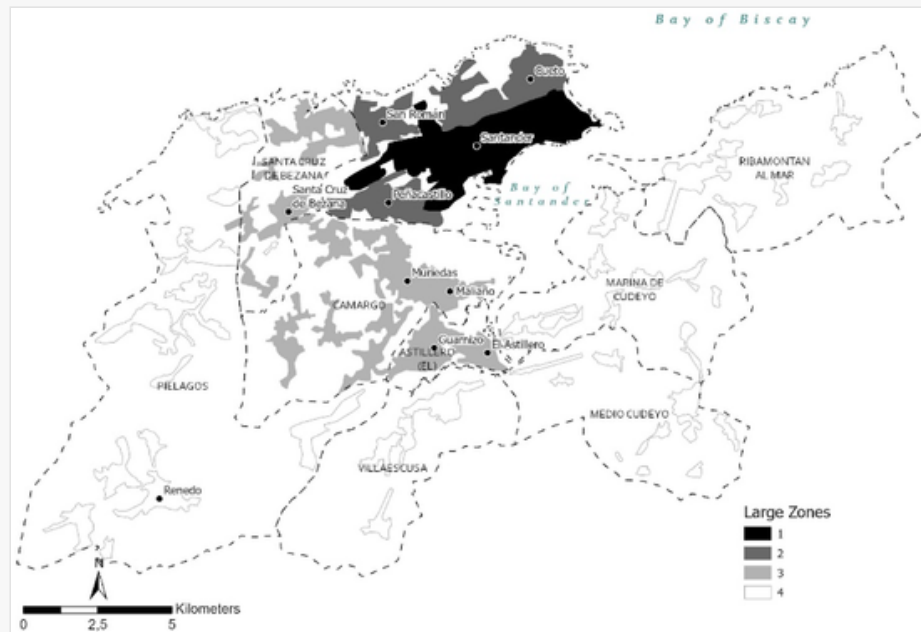 Bay of Biscay
Cueto
San Román
Santander
RIBAMONTAN
AL MAR
SANTA CRUZ
DE BEZANA
Santa Cruz
de Bezana
Peñacastillo
Bay of
Santander
Muriedas
Maliaño
MARINA DE
CUDEYO
CAMARGO
Guarnizo
El Astillero
ASTILLERO
(EL)
PIÉLAGOS
MEDIO CUDEYO
VILLAESCUSA
Renedo
Large Zones
1
2
3
4
N
Kilometers
0 2,5 5